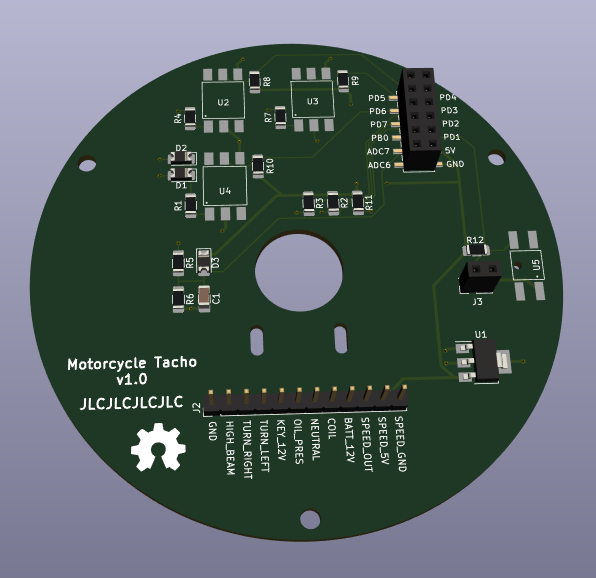 R8
R9
U2
U3
R4
R7
PD5
PD4
PD6
PD3
PD7
PD2
PB0
PD1
ADC7
5V
ADC6
GND
D2
D1
R10
U4
R1
R3
R2
R11
R12
U5
R5
D3
R6
C1
J3
U1
Motorcycle Tacho
v1.0
JLCJLCJLCJLC
J2
GND
HIGH_BEAM
TURN_RIGHT
TURN_LEFT
KEY_12V
OIL_PRES
NEUTRAL
COIL
BATT_12V
SPEED_OUT
SPEED_5V
SPEED_GND